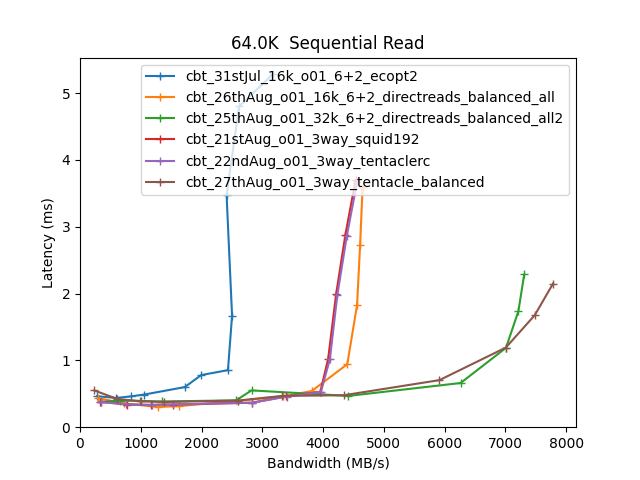 64.0K  Sequential Read
cbt_31stJul_16k_o01_6+2_ecopt2
cbt_26thAug_o01_16k_6+2_directreads_balanced_all
cbt_25thAug_o01_32k_6+2_directreads_balanced_all2
cbt_21stAug_o01_3way_squid192
cbt_22ndAug_o01_3way_tentaclerc
cbt_27thAug_o01_3way_tentacle_balanced
Latency (ms)
5
4
3
2
1
0
0 1000 2000 3000 4000 5000 6000 7000 8000
Bandwidth (MB/s)